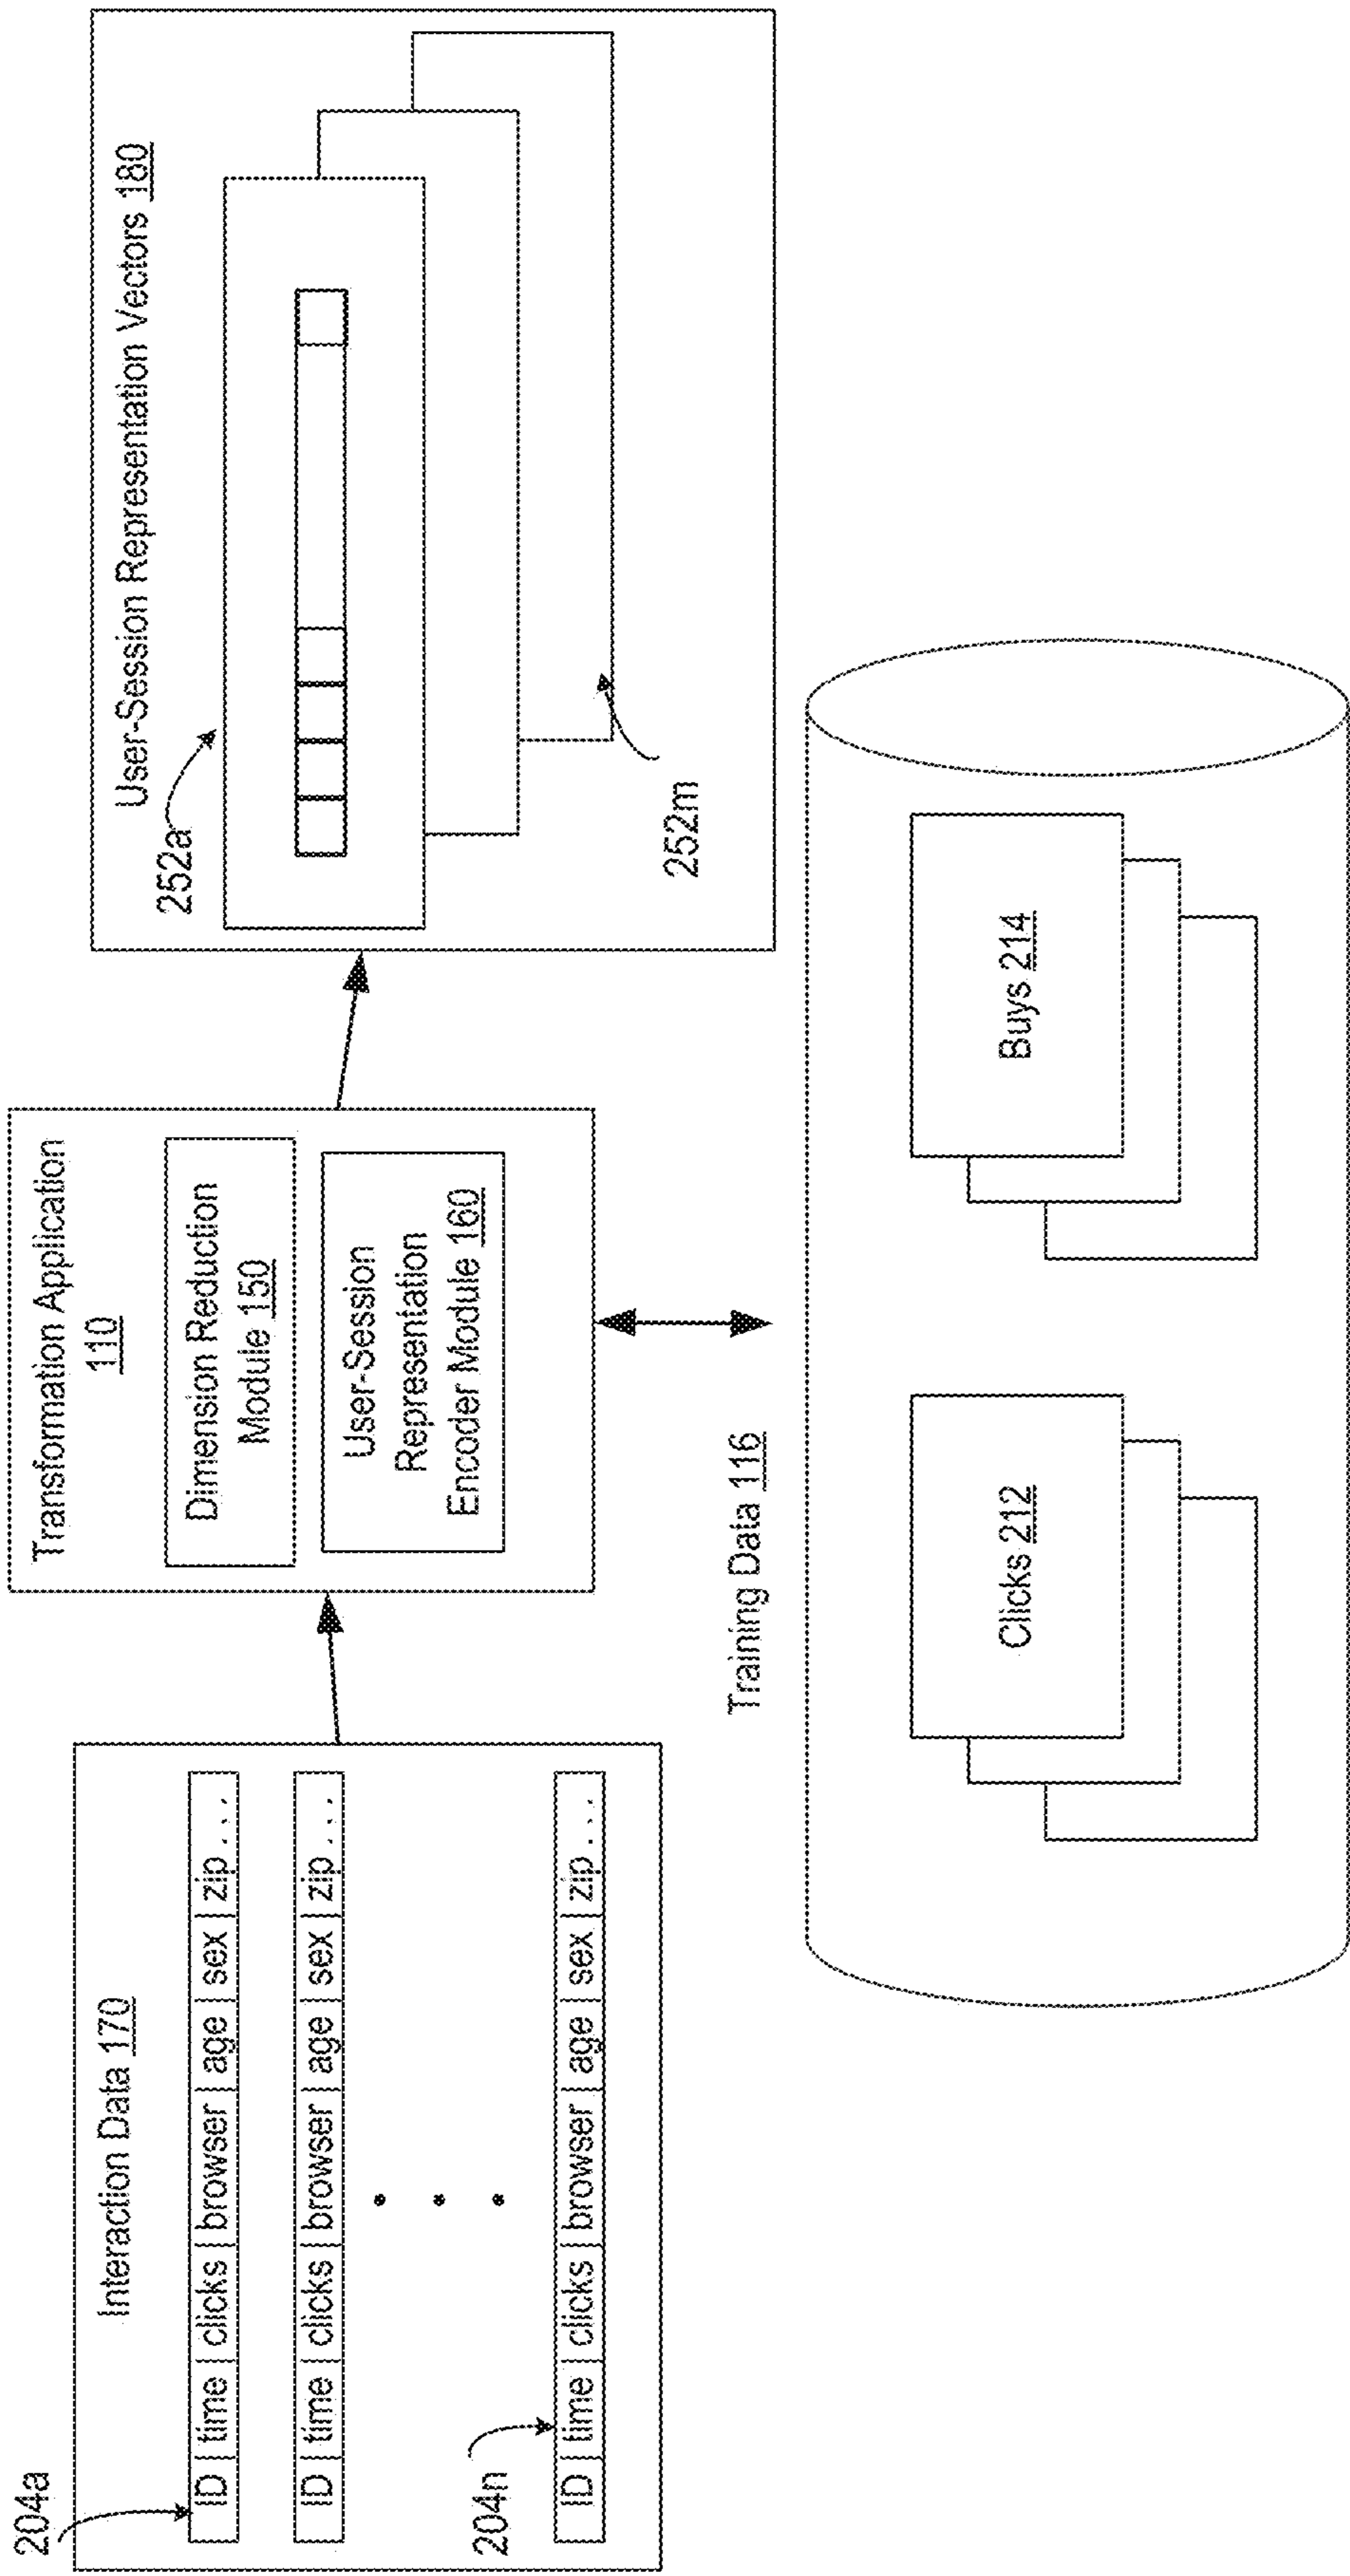 204a
Interaction Data 170
ID | time | clicks | browser | age | sex | zip . . .
ID | time | clicks | browser | age | sex | zip . . .
204n
ID | time | clicks | browser | age | sex | zip . . .
Transformation Application
110
Dimension Reduction
Module 150
User-Session
Representation
Encoder Module 160
User-Session Representation Vectors 180
252a
252m
Training Data 116
Clicks 212
Buys 214